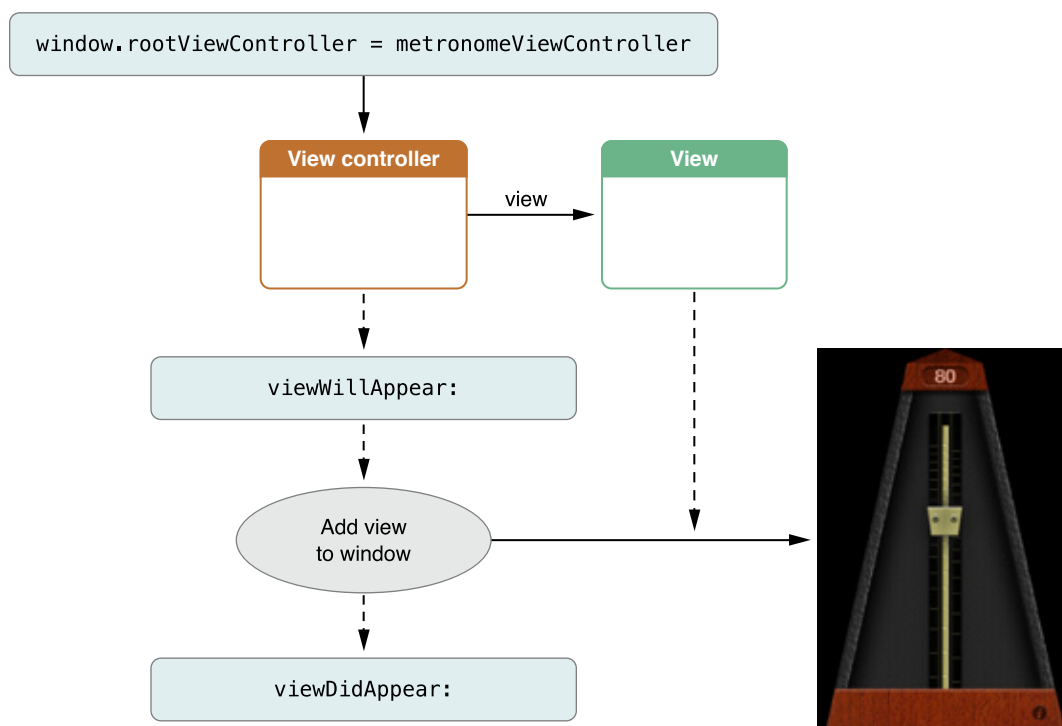 window.rootViewController = metronomeViewController
View controller
View
view
viewWillAppear:
80
Add view
to window
viewDidAppear:
i